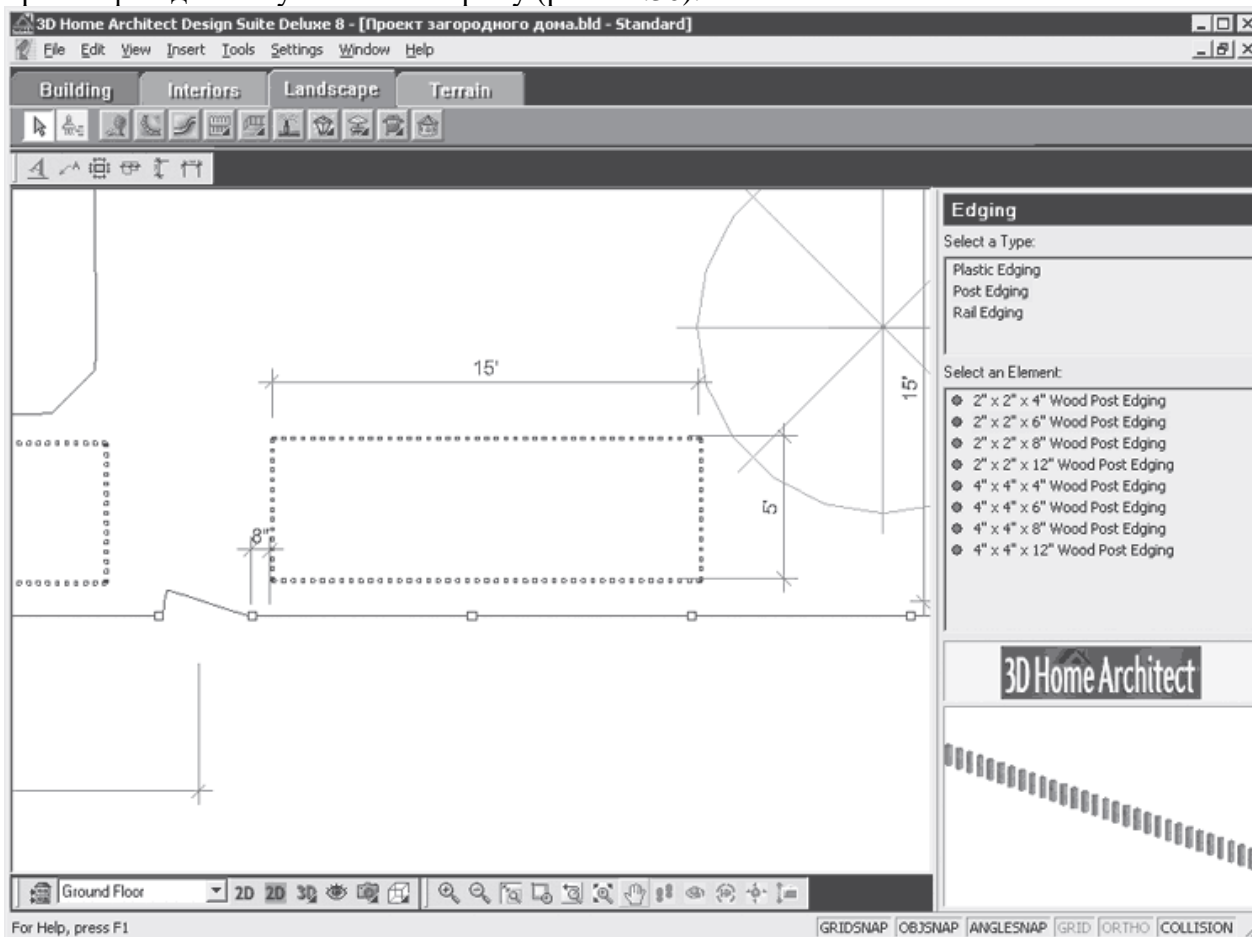 3D Home Architect Design Suite Deluxe 8 - [Проект загородного дома.bld - Standard]
File Edit View Insert Tools Settings Window Help
Building Interiors Landscape Terrain
Edging
Select a Type:
Plastic Edging
Post Edging
Rail Edging
Select an Element:
2" x 2" x 4" Wood Post Edging
2" x 2" x 6" Wood Post Edging
2" x 2" x 8" Wood Post Edging
2" x 2" x 12" Wood Post Edging
4" x 4" x 4" Wood Post Edging
4" x 4" x 6" Wood Post Edging
4" x 4" x 8" Wood Post Edging
4" x 4" x 12" Wood Post Edging
15'
15'
5'
8"
3D Home Architect
Ground Floor 2D 2D 3D
For Help, press F1 GRIDSNAP OBJSNAP ANGLESNAP GRID ORTHO COLLISION